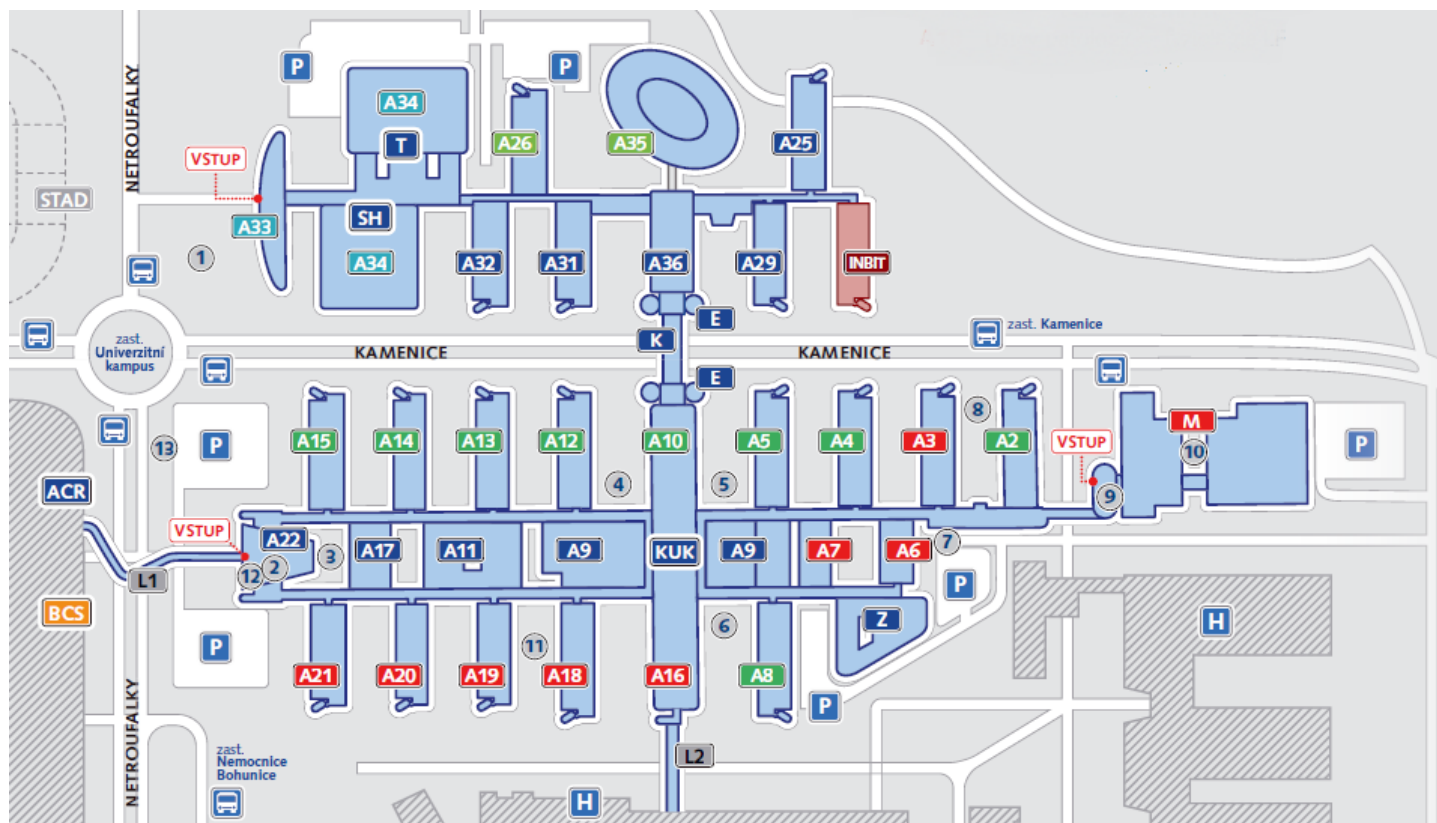 P
P
A34
T
A26
A35
A25
NETROUFALKY
VSTUP
STAD
A33
SH
A34
A32
A31
A36
A29
INBIT
1
E
K
zast. Kamenice
zast.
Univerzitní
kampus
KAMENICE
KAMENICE
E
13
P
A15
A14
A13
A12
A10
A5
A4
A3
8
A2
VSTUP
M
10
P
ACR
4
5
9
VSTUP
A22
3
A17
A11
A9
KUK
A9
A7
A6
7
12
2
L1
BCS
P
P
A21
A20
A19
11
A18
A16
6
A8
Z
P
H
NETROUFALKY
zast.
Nemocnice
Bohunice
L2
H